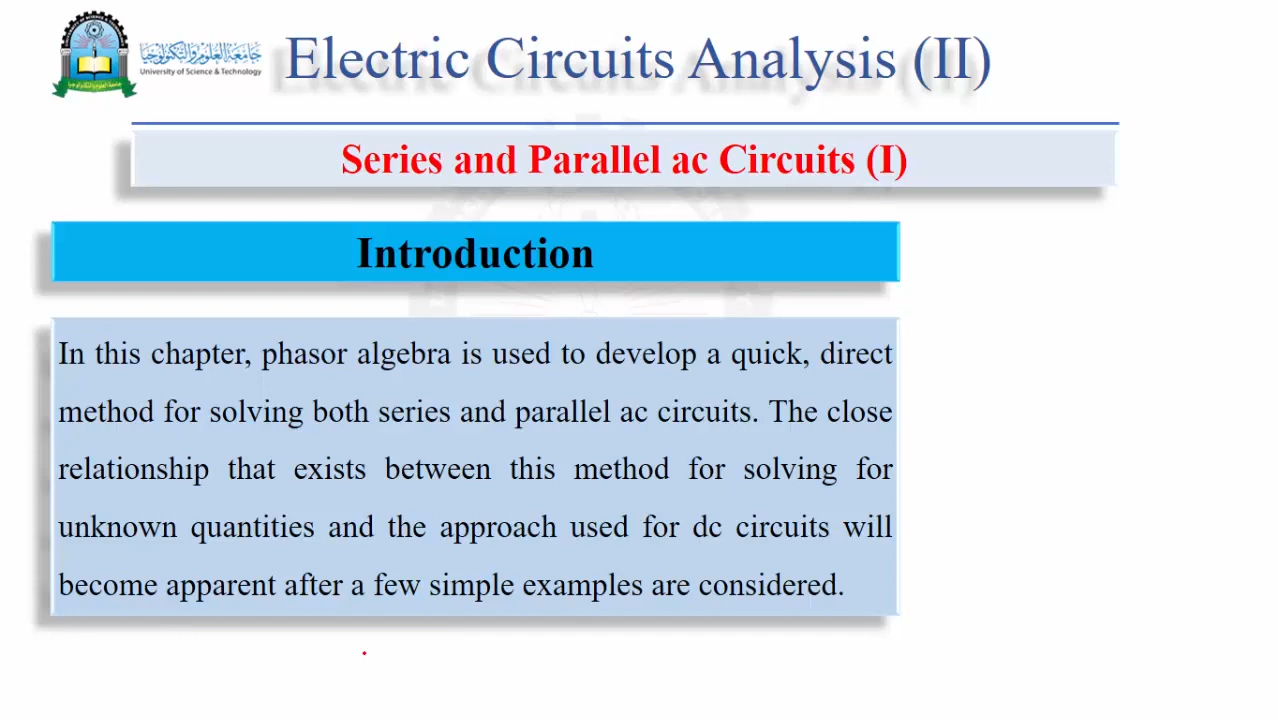 جامعة العلوم والتكنولوجيا
University of Science & Technology
Electric Circuits Analysis (II)
Series and Parallel ac Circuits (I)
Introduction
In this chapter, phasor algebra is used to develop a quick, direct
method for solving both series and parallel ac circuits. The close
relationship that exists between this method for solving for
unknown quantities and the approach used for dc circuits will
become apparent after a few simple examples are considered.